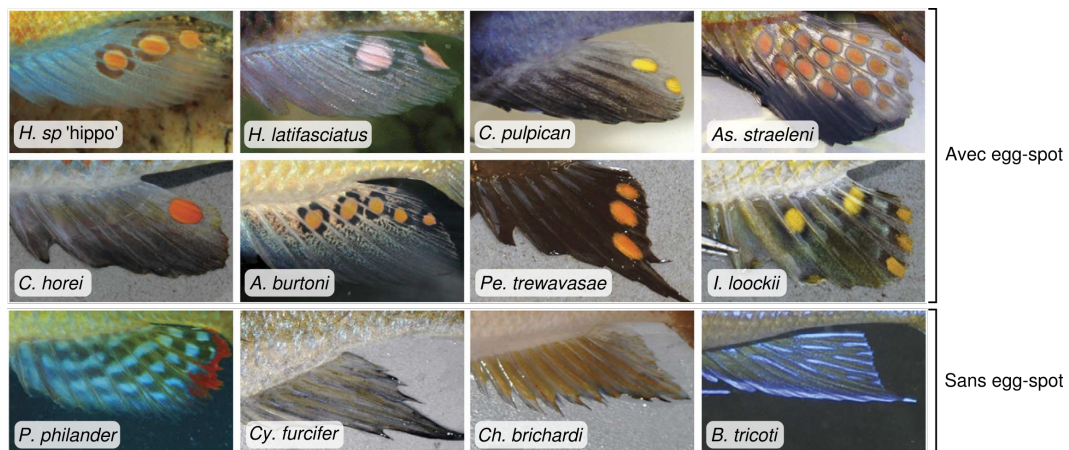 H. sp 'hippo'
H. latifasciatus
C. pulpican
As. straeleni
Avec egg-spot
C. horei
A. burtoni
Pe. trewavasae
I. loockii
P. philander
Cy. furcifer
Ch. brichardi
B. tricoti
Sans egg-spot